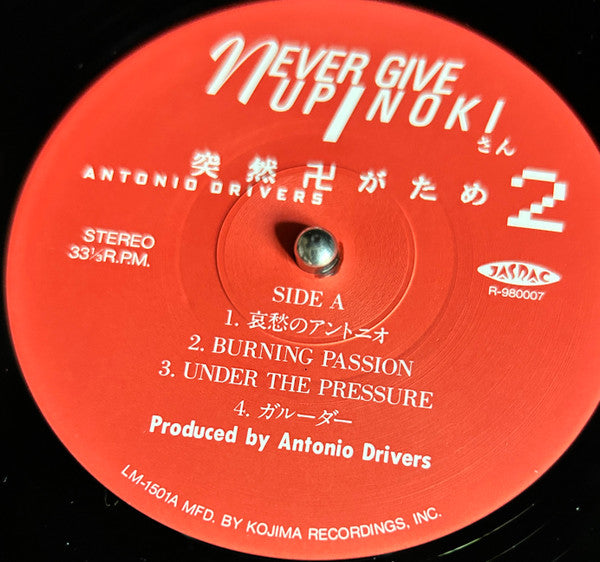 NEVER GIVE
UP INOKI
さん
突然卍がため 2
ANTONIO DRIVERS
STEREO
33⅓R.P.M.
JASRAC
R-980007
SIDE A
1. 哀愁のアントニオ
2. BURNING PASSION
3. UNDER THE PRESSURE
4. ガルーダー
Produced by Antonio Drivers
LM-1501A MFD. BY KOJIMA RECORDINGS, INC.